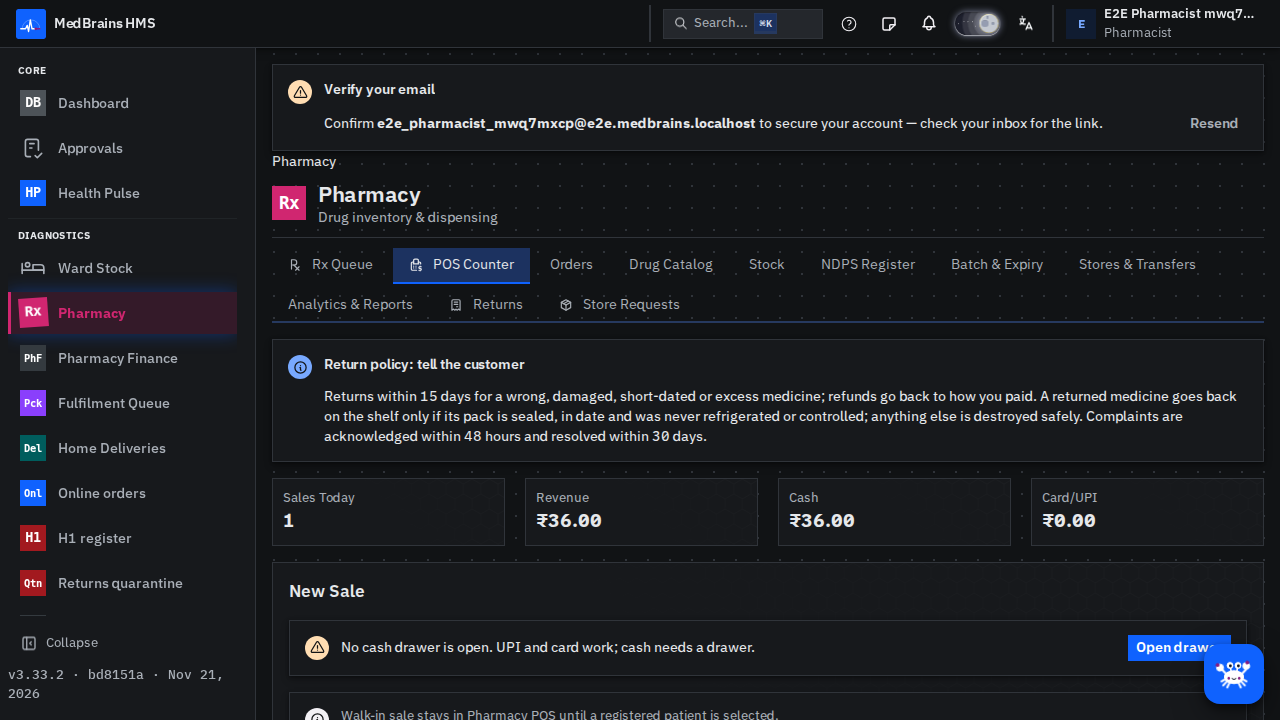 MedBrains HMS
Search...
⌘K
E
E2E Pharmacist mwq7...
Pharmacist
CORE
DB Dashboard
Approvals
HP Health Pulse
DIAGNOSTICS
Ward Stock
Rx Pharmacy
PhF Pharmacy Finance
Pck Fulfilment Queue
Del Home Deliveries
Onl Online orders
H1 H1 register
Qtn Returns quarantine
Collapse
v3.33.2 · bd8151a · Nov 21,
2026
Verify your email
Confirm e2e_pharmacist_mwq7mxcp@e2e.medbrains.localhost to secure your account — check your inbox for the link.
Resend
Pharmacy
Rx
Pharmacy
Drug inventory & dispensing
Rx Queue
POS Counter
Orders
Drug Catalog
Stock
NDPS Register
Batch & Expiry
Stores & Transfers
Analytics & Reports
Returns
Store Requests
Return policy: tell the customer
Returns within 15 days for a wrong, damaged, short-dated or excess medicine; refunds go back to how you paid. A returned medicine goes back
on the shelf only if its pack is sealed, in date and was never refrigerated or controlled; anything else is destroyed safely. Complaints are
acknowledged within 48 hours and resolved within 30 days.
Sales Today
1
Revenue
₹36.00
Cash
₹36.00
Card/UPI
₹0.00
New Sale
No cash drawer is open. UPI and card work; cash needs a drawer.
Open
Walk-in sale stays in Pharmacy POS until a registered patient is selected.